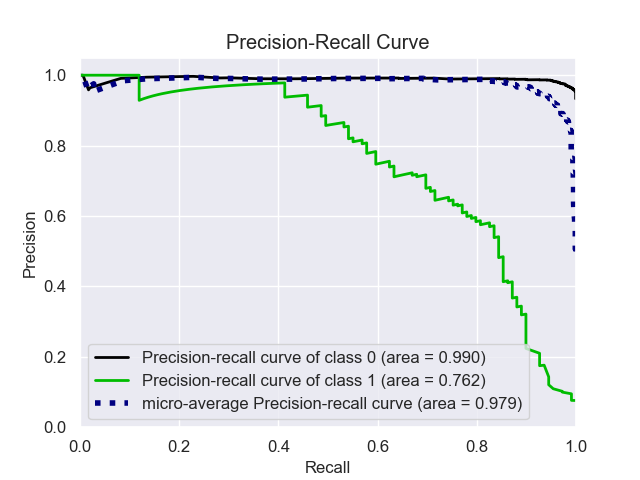 Precision-Recall Curve
1.0
0.8
0.6
0.4
0.2
0.0
Precision
Precision-recall curve of class 0 (area = 0.990)
Precision-recall curve of class 1 (area = 0.762)
micro-average Precision-recall curve (area = 0.979)
0.0 0.2 0.4 0.6 0.8 1.0
Recall